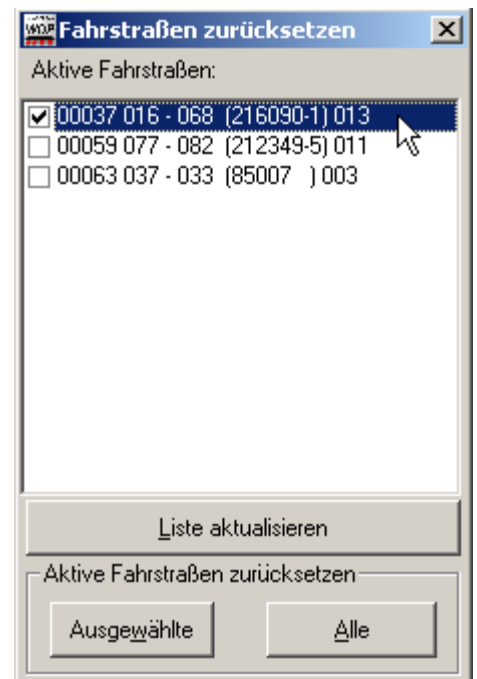 WDP Fahrstraßen zurücksetzen
Aktive Fahrstraßen:
00037 016 - 068 (216090-1) 013
00059 077 - 082 (212349-5) 011
00063 037 - 033 (85007 ) 003
Liste aktualisieren
Aktive Fahrstraßen zurücksetzen
Ausgewählte Alle